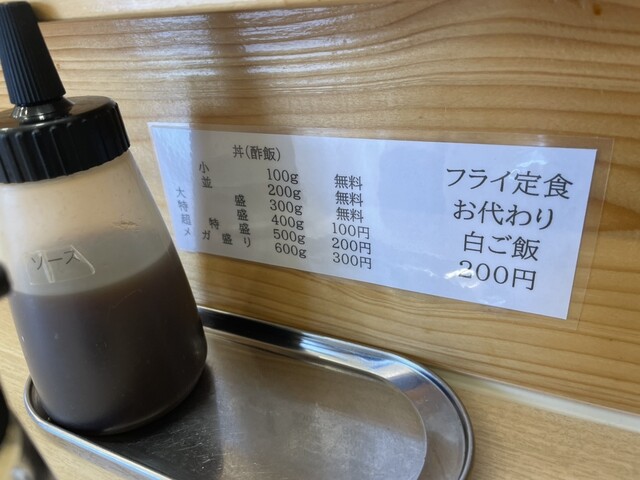 丼(酢飯)
小 100g 無料
並 200g 無料
大盛 300g 無料
特盛 400g 100円
超特盛 500g 200円
メガ盛り 600g 300円
フライ定食
お代わり
白ご飯
200円
ソース